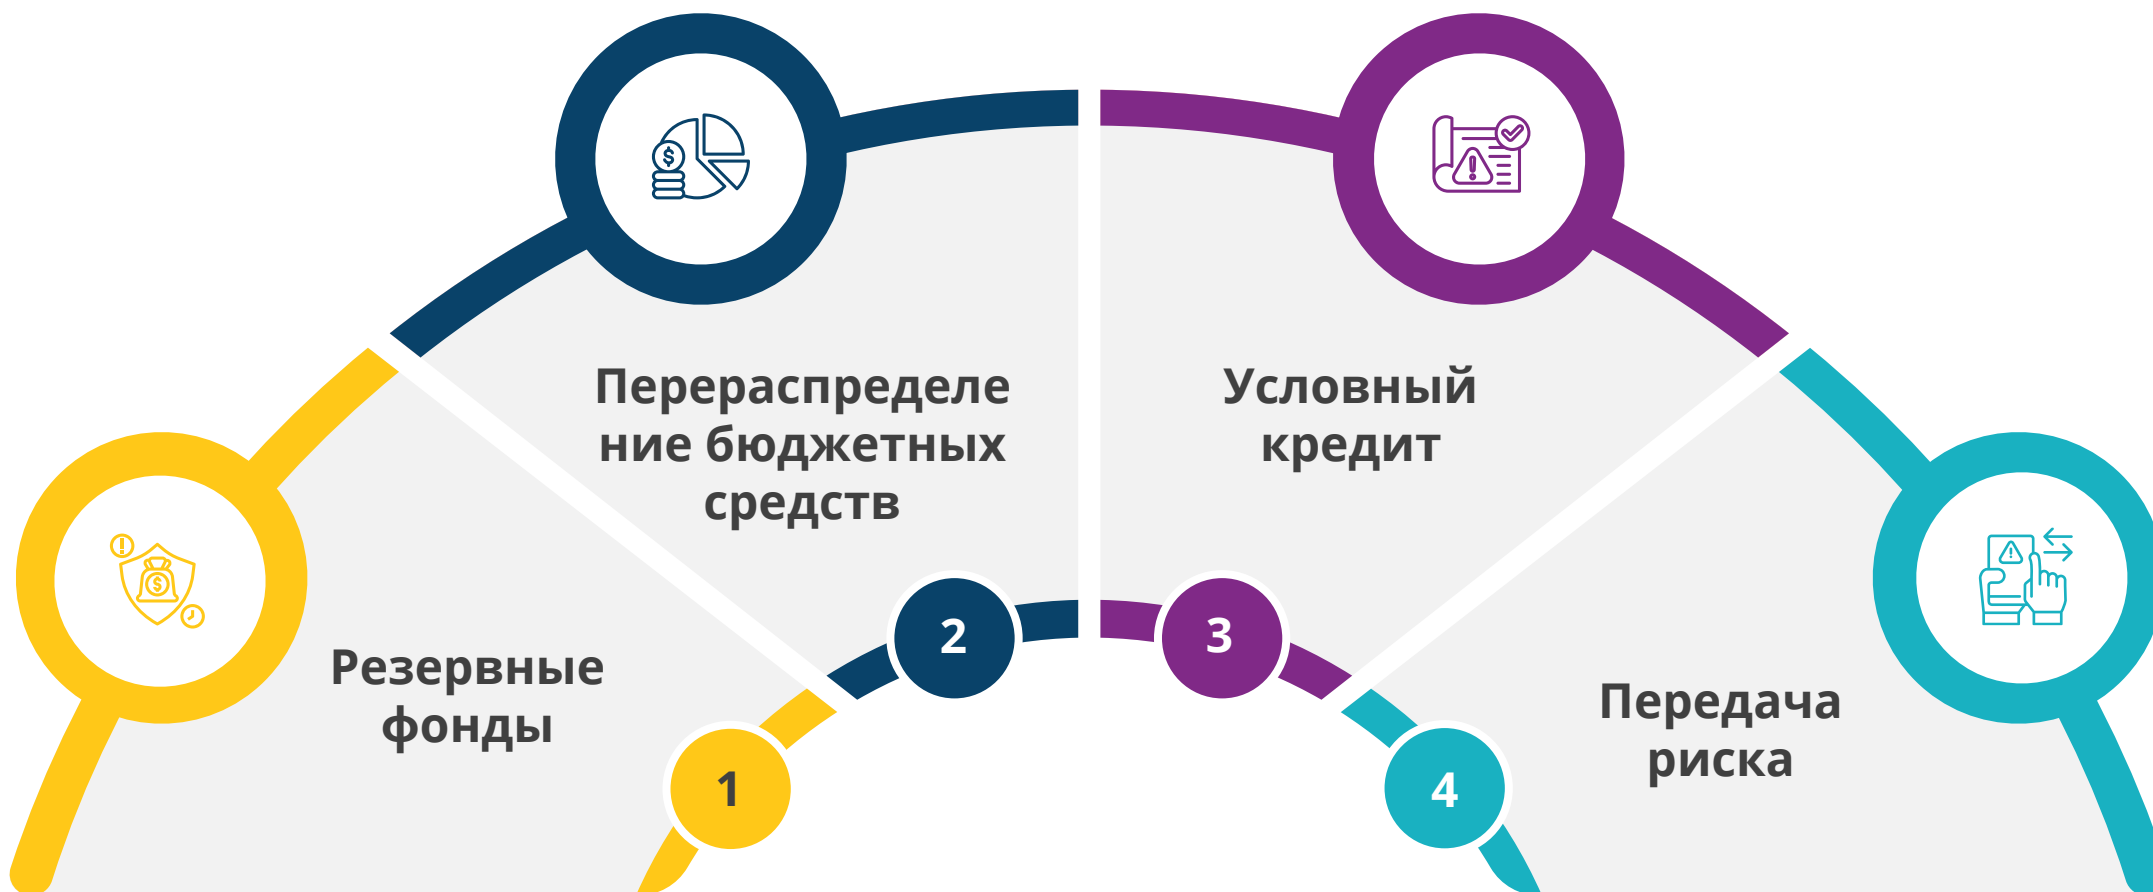 Резервные
фонды
1
Перераспределе
ние бюджетных
средств
2
Условный
кредит
3
Передача
риска
4